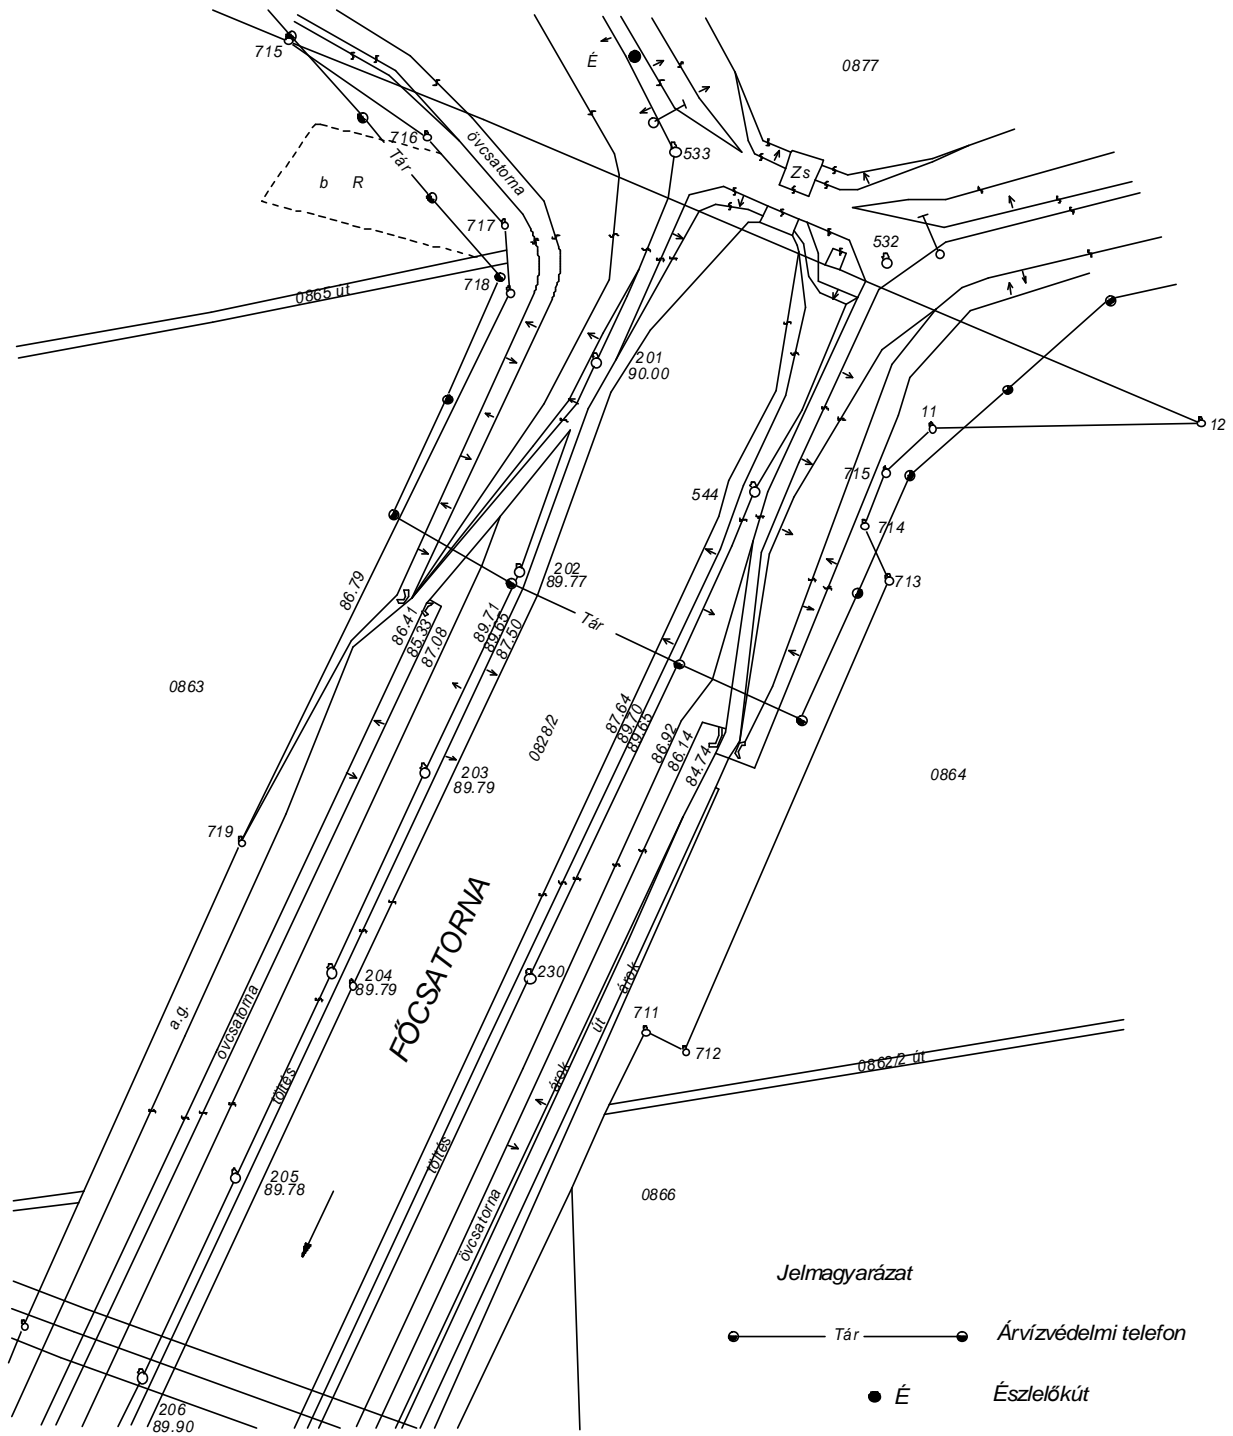 715
É
0877
716
övcsatorna
Tár
533
Zs
b R
717
532
718
0865 út
201
90.00
11
12
715
544
714
713
202
89.77
86.79
86.41
85.33
87.08
89.71
89.65
87.50
Tár
0863
0828/2
87.64
89.70
89.65
86.92
86.14
84.74
0864
203
89.79
719
FŐCSATORNA
204
89.79
230
árok
út
árok
711
712
a.g.
övcsatorna
töltés
0862/2 út
töltés
205
89.78
övcsatorna
0866
Jelmagyarázat
Tár Árvízvédelmi telefon
É Észlelőkút
206
89.90